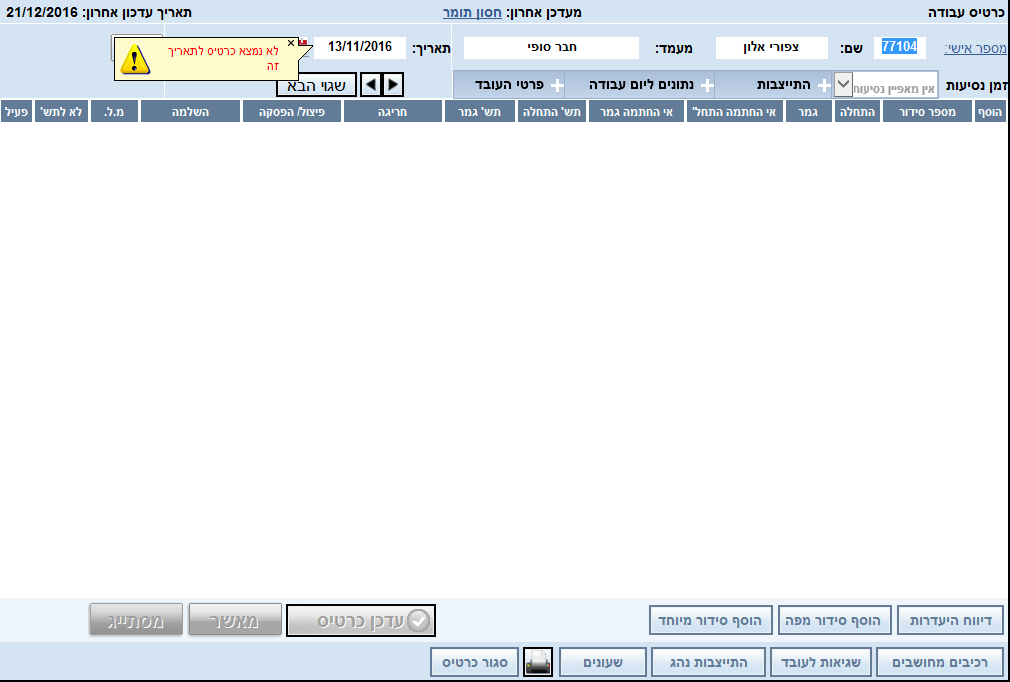 כרטיס עבודה
מעדכן אחרון: חסון תומר
תאריך עדכון אחרון: 21/12/2016
מספר אישי: 77104 שם: צפורי אלון מעמד: חבר סופי תאריך: 13/11/2016
לא נמצא כרטיס לתאריך
זה
זמן נסיעות אין מאפיין נסיעות התייצבות נתונים ליום עבודה פרטי העובד
שגוי הבא
הוסף מספר סידור התחלה גמר אי החתמה התחל' אי החתמה גמר תש' התחלה תש' גמר חריגה פיצול/ הפסקה השלמה מ.ל. לא לתש' פעיל
דיווח היעדרות הוסף סידור מפה הוסף סידור מיוחד עדכן כרטיס מאשר מסתייג
רכיבים מחושבים שגיאות לעובד התייצבות נהג שעונים סגור כרטיס